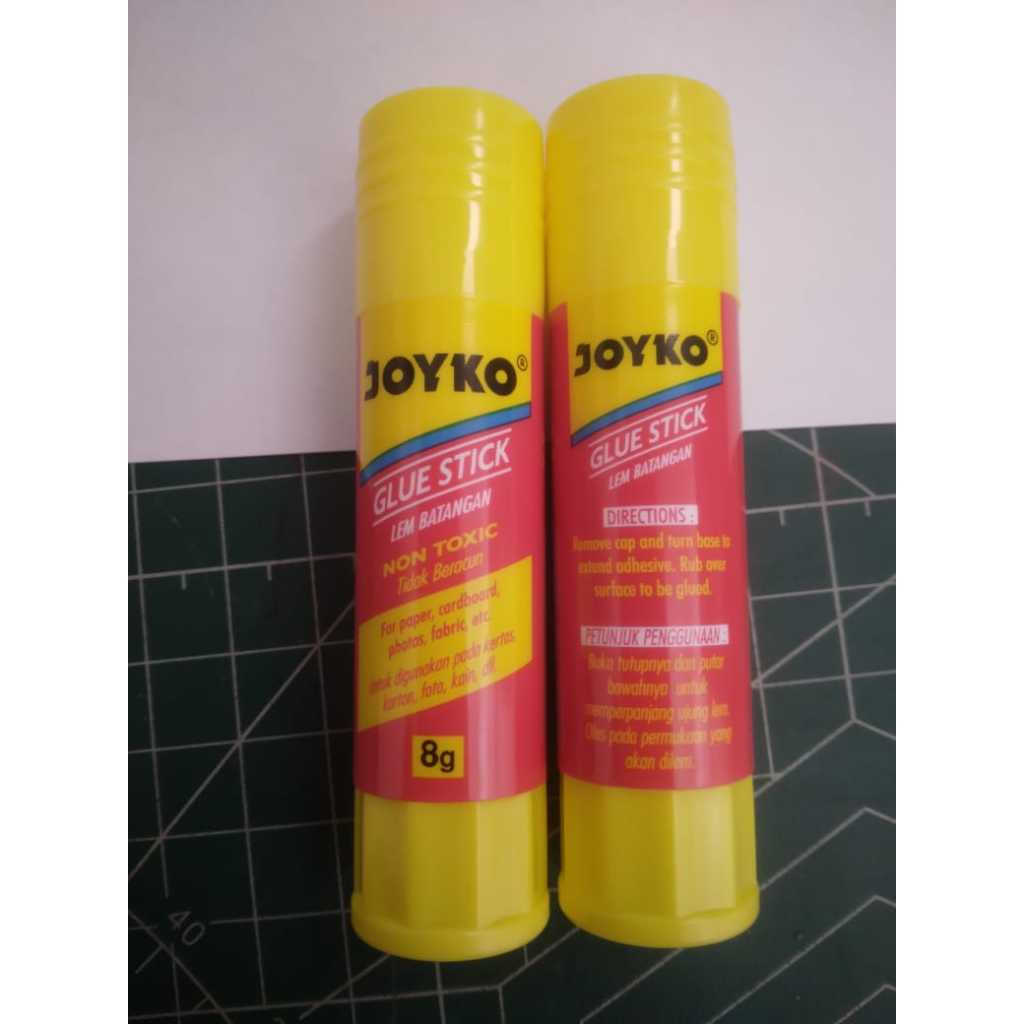 JOYKO®
GLUE STICK
LEM BATANGAN
NON TOXIC
Tidak Beracun
For paper, cardboard,
photos, fabric, etc.
Untuk digunakan pada kertas,
karton, foto, kain, dll
8g
JOYKO®
GLUE STICK
LEM BATANGAN
DIRECTIONS :
Remove cap and turn base to
extend adhesive. Rub over
surface to be glued.
PETUNJUK PENGGUNAAN :
Buka tutupnya dan putar
bawahnya untuk
memperpanjang ujung lem.
Oles pada permukaan yang
akan dilem.
40